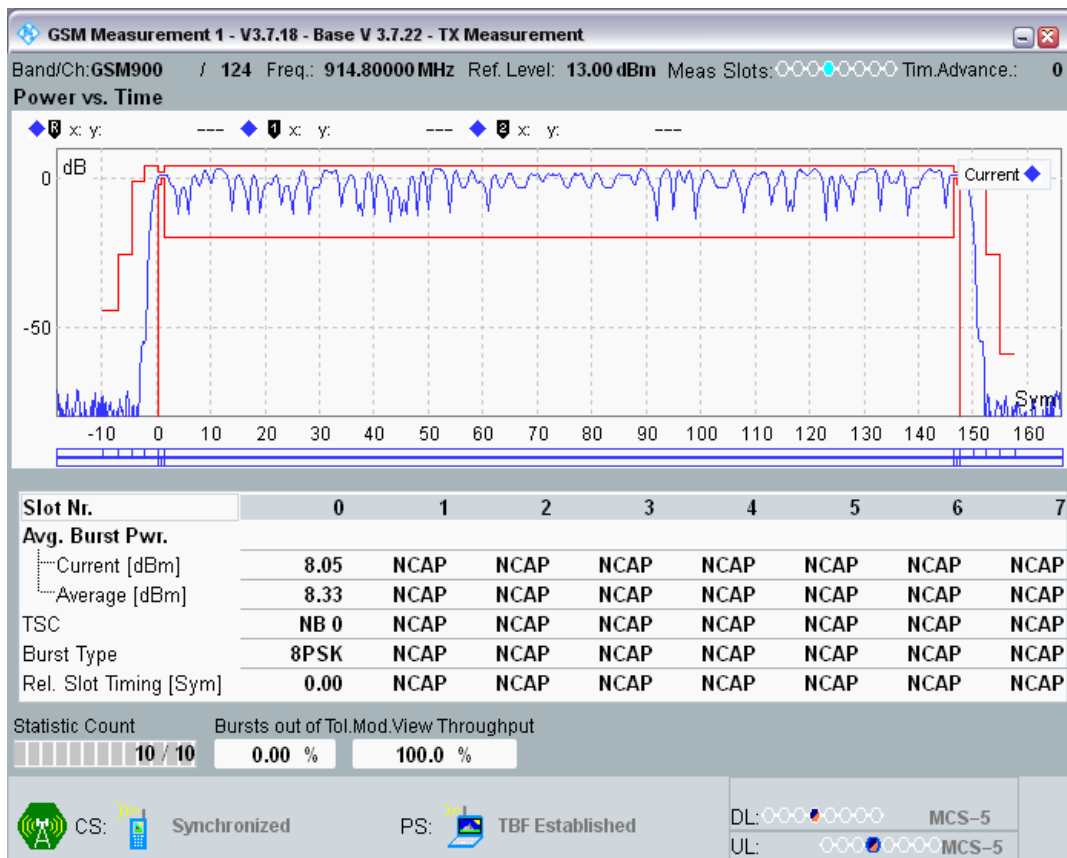 GSM Measurement 1 - V3.7.18 - Base V 3.7.22 - TX Measurement
Band/Ch:GSM900 / 124 Freq.: 914.80000 MHz Ref. Level: 13.00 dBm Meas Slots: Tim.Advance.: 0
Power vs. Time
R x: y: --- 1 x: y: --- 2 x: y: ---
dB
0
Current
-50
Sym
-10 0 10 20 30 40 50 60 70 80 90 100 110 120 130 140 150 160
Slot Nr. 0 1 2 3 4 5 6 7
Avg. Burst Pwr.
Current [dBm] 8.05 NCAP NCAP NCAP NCAP NCAP NCAP NCAP
Average [dBm] 8.33 NCAP NCAP NCAP NCAP NCAP NCAP NCAP
TSC NB 0 NCAP NCAP NCAP NCAP NCAP NCAP NCAP
Burst Type 8PSK NCAP NCAP NCAP NCAP NCAP NCAP NCAP
Rel. Slot Timing [Sym] 0.00 NCAP NCAP NCAP NCAP NCAP NCAP NCAP
Statistic Count Bursts out of Tol. Mod.View Throughput
10 / 10 0.00 % 100.0 %
CS: Synchronized PS: TBF Established
DL: MCS-5
UL: MCS-5